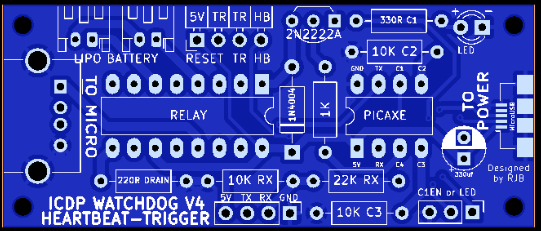 5V TR TR HB
2N2222A
330R C1
+ -
LED
LIPO BATTERY
RESET TR HB
10K C2
GND TX C1 C2
TO MICRO
RELAY
1N4004
1K
PICAXE
TO POWER
MicroUSB
5V RX C4 C3
330uf
Designed
by RJB
220R DRAIN
10K RX
22K RX
C1EN or LED
ICDP WATCHDOG V4
HEARTBEAT-TRIGGER
5V TX RX GND
10K C3